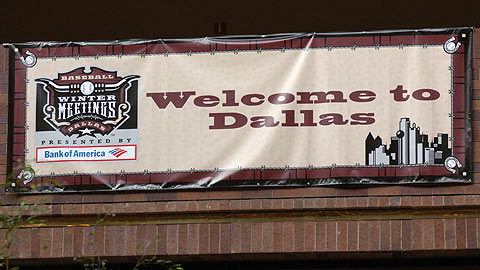 BASEBALL
WINTER
MEETINGS
DALLAS
PRESENTED BY
Bank of America
Welcome to
Dallas